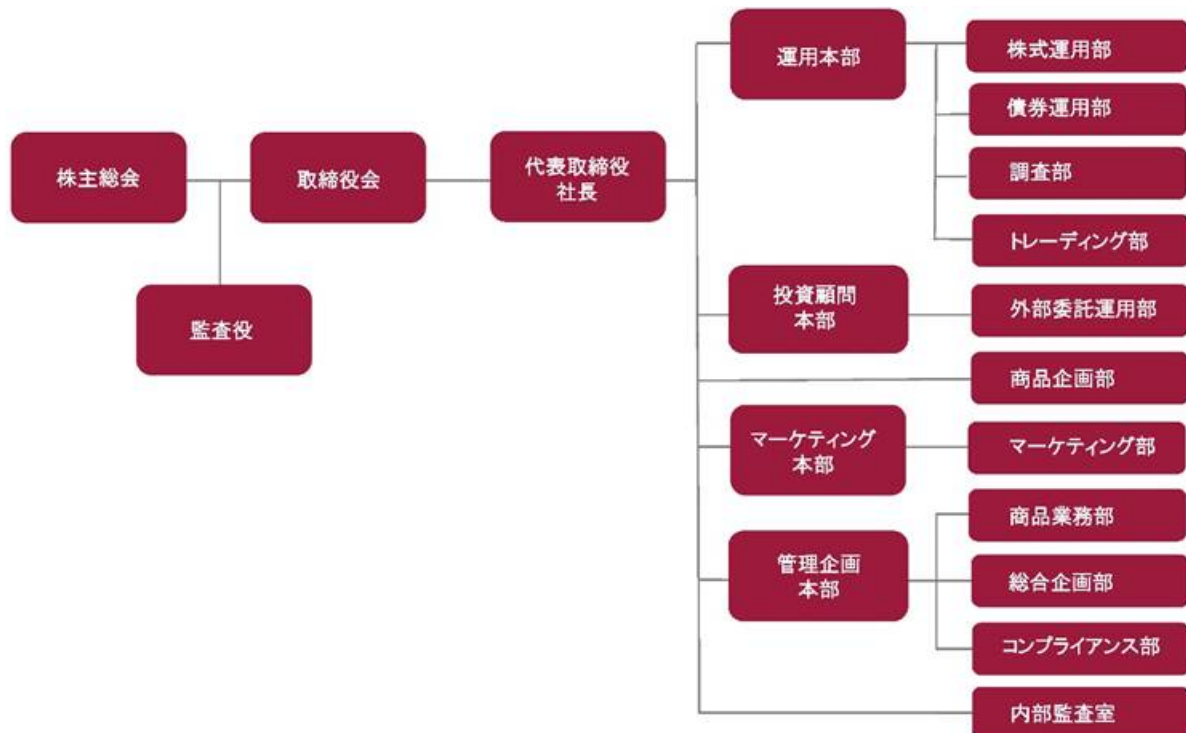 株主総会
取締役会
代表取締役
社長
監査役
運用本部
株式運用部
債券運用部
調査部
トレーディング部
投資顧問
本部
外部委託運用部
商品企画部
マーケティング
本部
マーケティング部
管理企画
本部
商品業務部
総合企画部
コンプライアンス部
内部監査室